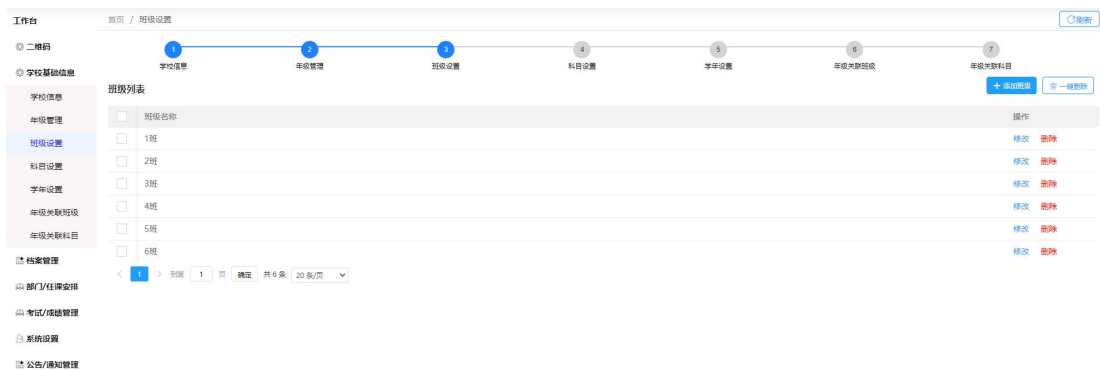 工作台
首页 / 班级设置
刷新
二维码
学校基础信息
学校信息
年级管理
班级设置
科目设置
学年设置
年级关联班级
年级关联科目
档案管理
部门/任课安排
考试/成绩管理
系统设置
公告/通知管理
1 2 3 4 5 6 7
学校信息 年级管理 班级设置 科目设置 学年设置 年级关联班级 年级关联科目
班级列表
+ 添加班级 一键删除
班级名称 操作
1班 修改 删除
2班 修改 删除
3班 修改 删除
4班 修改 删除
5班 修改 删除
6班 修改 删除
< 1 > 到第 1 页 确定 共 6 条 20 条/页